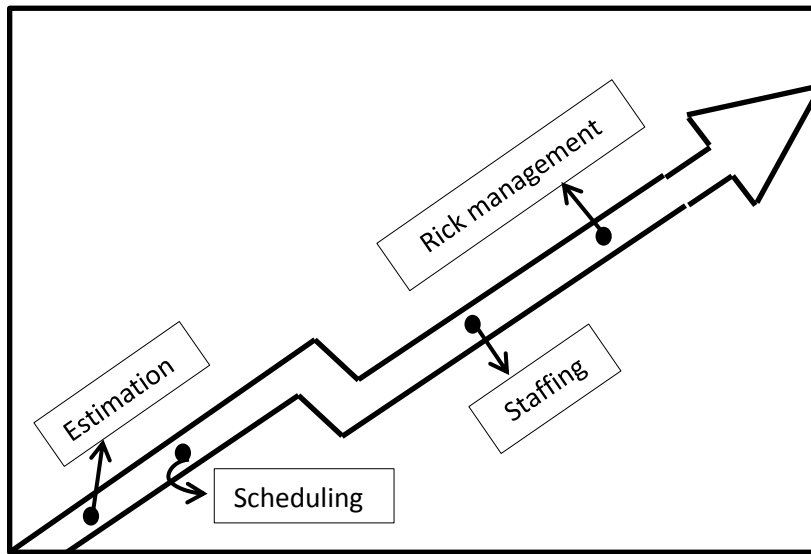 Rick management
Estimation
Staffing
Scheduling